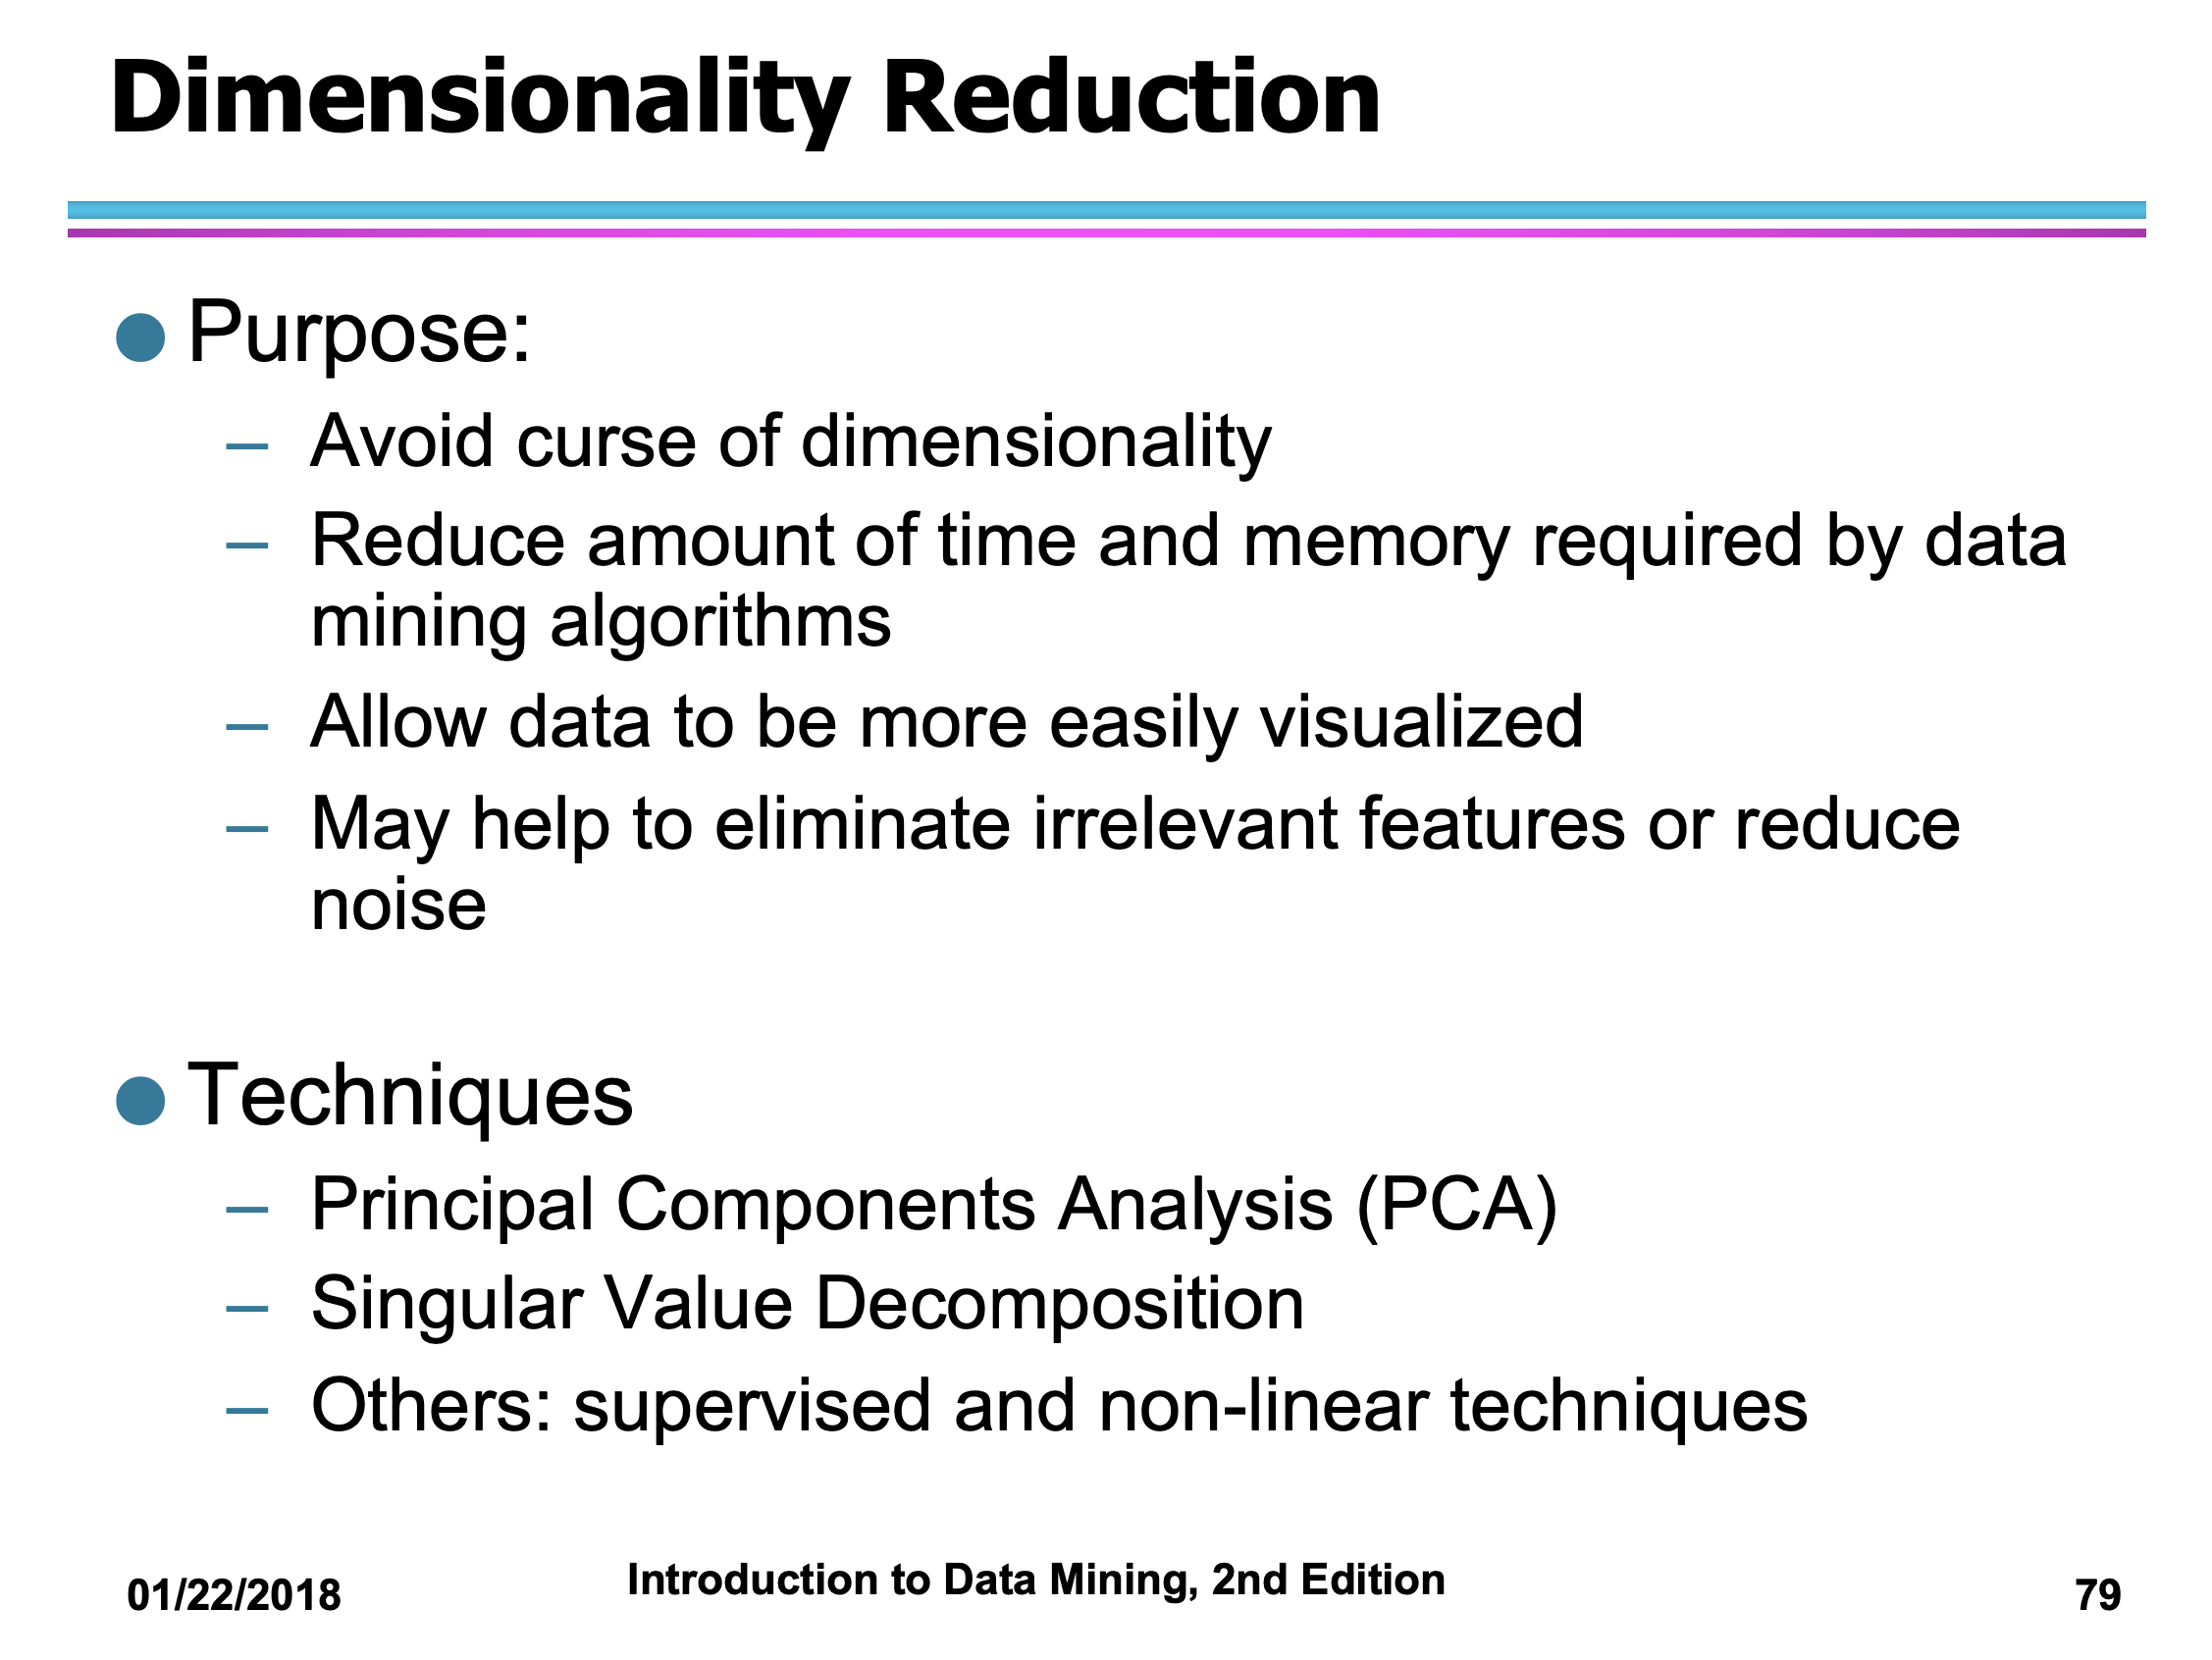 Dimensionality Reduction
● Purpose:
– Avoid curse of dimensionality
– Reduce amount of time and memory required by data
mining algorithms
– Allow data to be more easily visualized
– May help to eliminate irrelevant features or reduce
noise
● Techniques
– Principal Components Analysis (PCA)
– Singular Value Decomposition
– Others: supervised and non-linear techniques
01/22/2018
Introduction to Data Mining, 2nd Edition
79